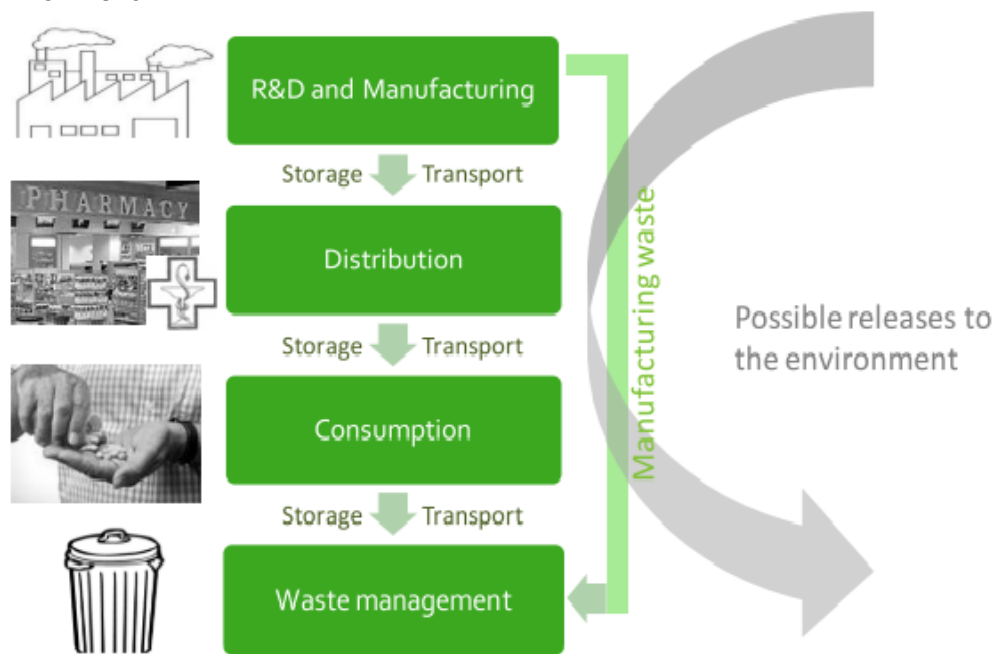 R&D and Manufacturing
Storage Transport
PHARMACY
Distribution
Storage Transport
Consumption
Storage Transport
Waste management
Manufacturing waste
Possible releases to
the environment